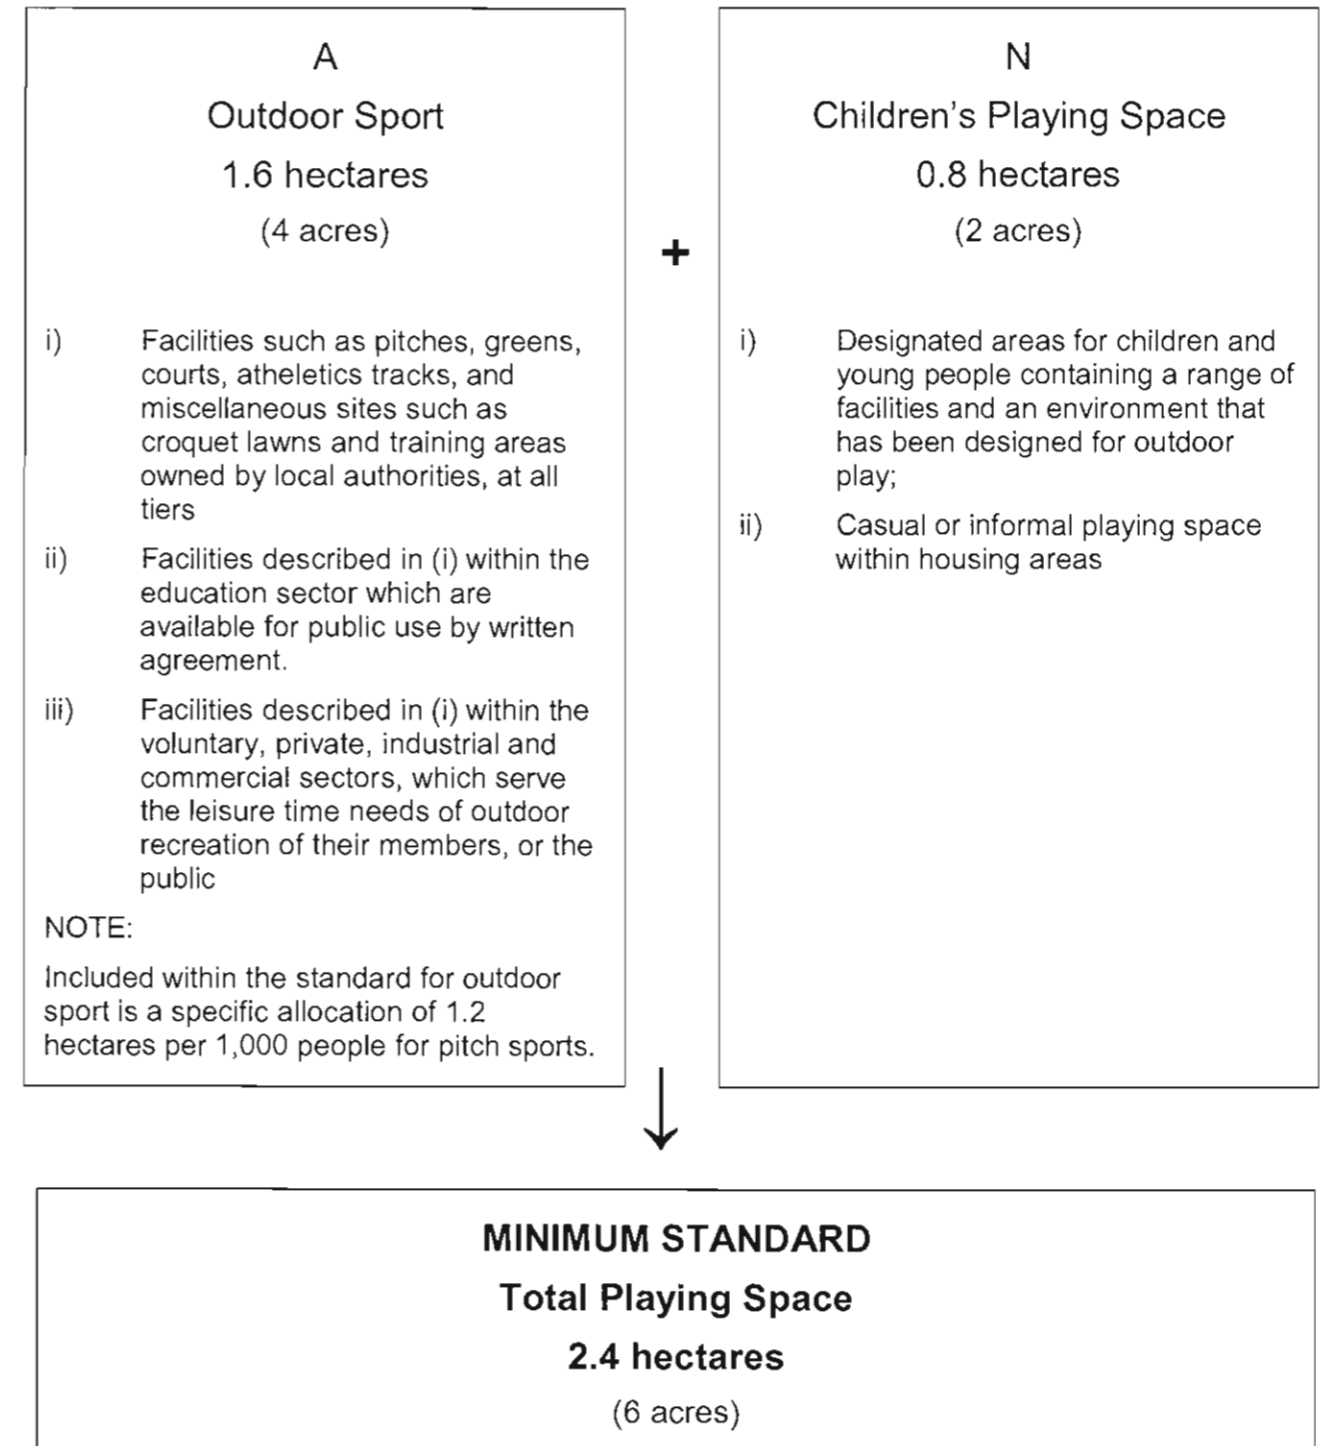 A
Outdoor Sport
1.6 hectares
(4 acres)
i) Facilities such as pitches, greens,
courts, atheletics tracks, and
miscellaneous sites such as
croquet lawns and training areas
owned by local authorities, at all
tiers
ii) Facilities described in (i) within the
education sector which are
available for public use by written
agreement.
iii) Facilities described in (i) within the
voluntary, private, industrial and
commercial sectors, which serve
the leisure time needs of outdoor
recreation of their members, or the
public
NOTE:
Included within the standard for outdoor
sport is a specific allocation of 1.2
hectares per 1,000 people for pitch sports.
+
N
Children's Playing Space
0.8 hectares
(2 acres)
i) Designated areas for children and
young people containing a range of
facilities and an environment that
has been designed for outdoor
play;
ii) Casual or informal playing space
within housing areas
MINIMUM STANDARD
Total Playing Space
2.4 hectares
(6 acres)